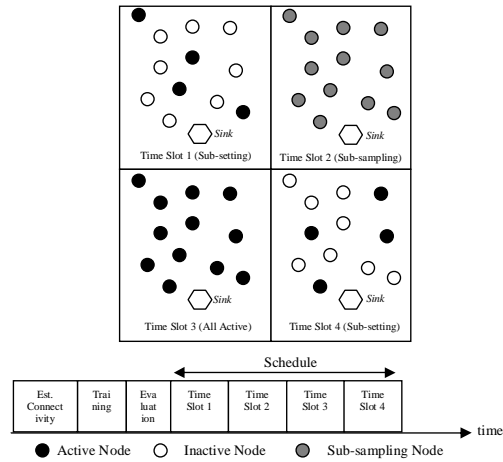 Sink
Time Slot 1 (Sub-setting)
Sink
Time Slot 2 (Sub-sampling)
Sink
Time Slot 3 (All Active)
Sink
Time Slot 4 (Sub-setting)
Schedule
Est.
Connect
ivity
Trai
ning
Eva
luat
ion
Time
Slot 1
Time
Slot 2
Time
Slot 3
Time
Slot 4
time
Active Node
Inactive Node
Sub-sampling Node